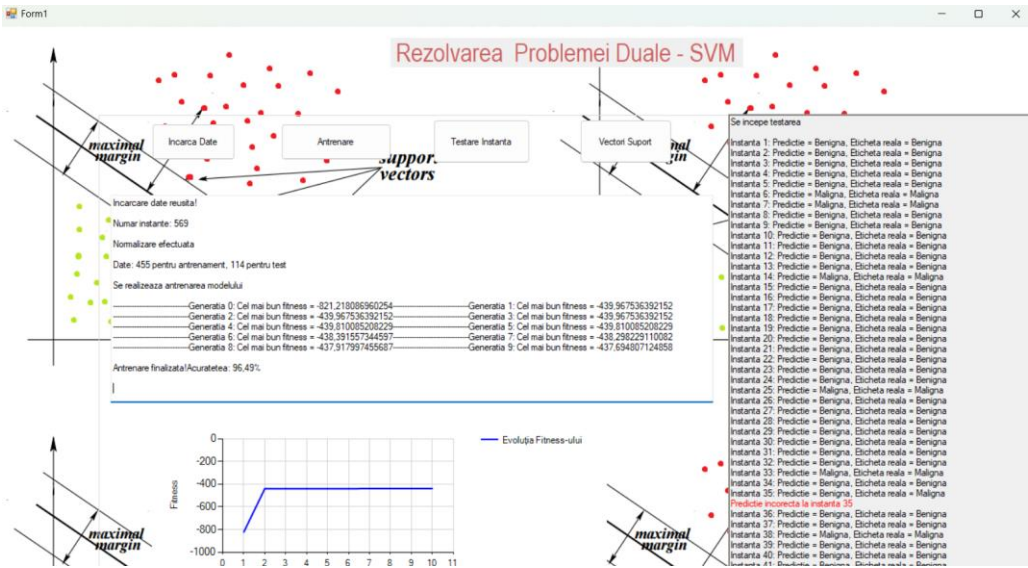 Form1
Rezolvarea Problemei Duale - SVM
Incarca Date
Antrenare
Testare Instanta
Vectori Suport
maximal
margin
support
vectors
Incarcare date reusita!
Numar instante: 569
Normalizare efectuata
Date: 455 pentru antrenament, 114 pentru test
Se realizeaza antrenarea modelului
Generatia 0: Cel mai bun fitness = -821,218086960254 Generatia 1: Cel mai bun fitness = -439,967536392152
Generatia 2: Cel mai bun fitness = -439,967536392152 Generatia 3: Cel mai bun fitness = -439,967536392152
Generatia 4: Cel mai bun fitness = -439,810085208229 Generatia 5: Cel mai bun fitness = -439,810085208229
Generatia 6: Cel mai bun fitness = -438,391557344597 Generatia 7: Cel mai bun fitness = -438,298229110082
Generatia 8: Cel mai bun fitness = -437,917997455687 Generatia 9: Cel mai bun fitness = -437,694807124858
Antrenare finalizata!Acuratetea: 96,49%
Evoluția Fitness-ului
Fitness
0
-200
-400
-600
-800
-1000
0 1 2 3 4 5 6 7 8 9 10 11
maximal
margin
maximal
margin
Se incepe testarea
Instanta 1: Predictie = Benigna, Eticheta reala = Benigna
Instanta 2: Predictie = Benigna, Eticheta reala = Benigna
Instanta 3: Predictie = Benigna, Eticheta reala = Benigna
Instanta 4: Predictie = Benigna, Eticheta reala = Benigna
Instanta 5: Predictie = Benigna, Eticheta reala = Benigna
Instanta 6: Predictie = Maligna, Eticheta reala = Maligna
Instanta 7: Predictie = Maligna, Eticheta reala = Maligna
Instanta 8: Predictie = Benigna, Eticheta reala = Benigna
Instanta 9: Predictie = Benigna, Eticheta reala = Benigna
Instanta 10: Predictie = Benigna, Eticheta reala = Benigna
Instanta 11: Predictie = Benigna, Eticheta reala = Benigna
Instanta 12: Predictie = Benigna, Eticheta reala = Benigna
Instanta 13: Predictie = Benigna, Eticheta reala = Benigna
Instanta 14: Predictie = Maligna, Eticheta reala = Maligna
Instanta 15: Predictie = Benigna, Eticheta reala = Benigna
Instanta 16: Predictie = Benigna, Eticheta reala = Benigna
Instanta 17: Predictie = Benigna, Eticheta reala = Benigna
Instanta 18: Predictie = Benigna, Eticheta reala = Benigna
Instanta 19: Predictie = Benigna, Eticheta reala = Benigna
Instanta 20: Predictie = Benigna, Eticheta reala = Benigna
Instanta 21: Predictie = Benigna, Eticheta reala = Benigna
Instanta 22: Predictie = Benigna, Eticheta reala = Benigna
Instanta 23: Predictie = Benigna, Eticheta reala = Benigna
Instanta 24: Predictie = Benigna, Eticheta reala = Benigna
Instanta 25: Predictie = Maligna, Eticheta reala = Maligna
Instanta 26: Predictie = Benigna, Eticheta reala = Benigna
Instanta 27: Predictie = Benigna, Eticheta reala = Benigna
Instanta 28: Predictie = Benigna, Eticheta reala = Benigna
Instanta 29: Predictie = Benigna, Eticheta reala = Benigna
Instanta 30: Predictie = Benigna, Eticheta reala = Benigna
Instanta 31: Predictie = Benigna, Eticheta reala = Benigna
Instanta 32: Predictie = Benigna, Eticheta reala = Benigna
Instanta 33: Predictie = Maligna, Eticheta reala = Maligna
Instanta 34: Predictie = Benigna, Eticheta reala = Benigna
Instanta 35: Predictie = Benigna, Eticheta reala = Maligna
Predictie incorecta la instanta 35
Instanta 36: Predictie = Benigna, Eticheta reala = Benigna
Instanta 37: Predictie = Benigna, Eticheta reala = Benigna
Instanta 38: Predictie = Maligna, Eticheta reala = Maligna
Instanta 39: Predictie = Benigna, Eticheta reala = Benigna
Instanta 40: Predictie = Benigna, Eticheta reala = Benigna
Instanta 41: Predictie = Benigna, Eticheta reala = Benigna